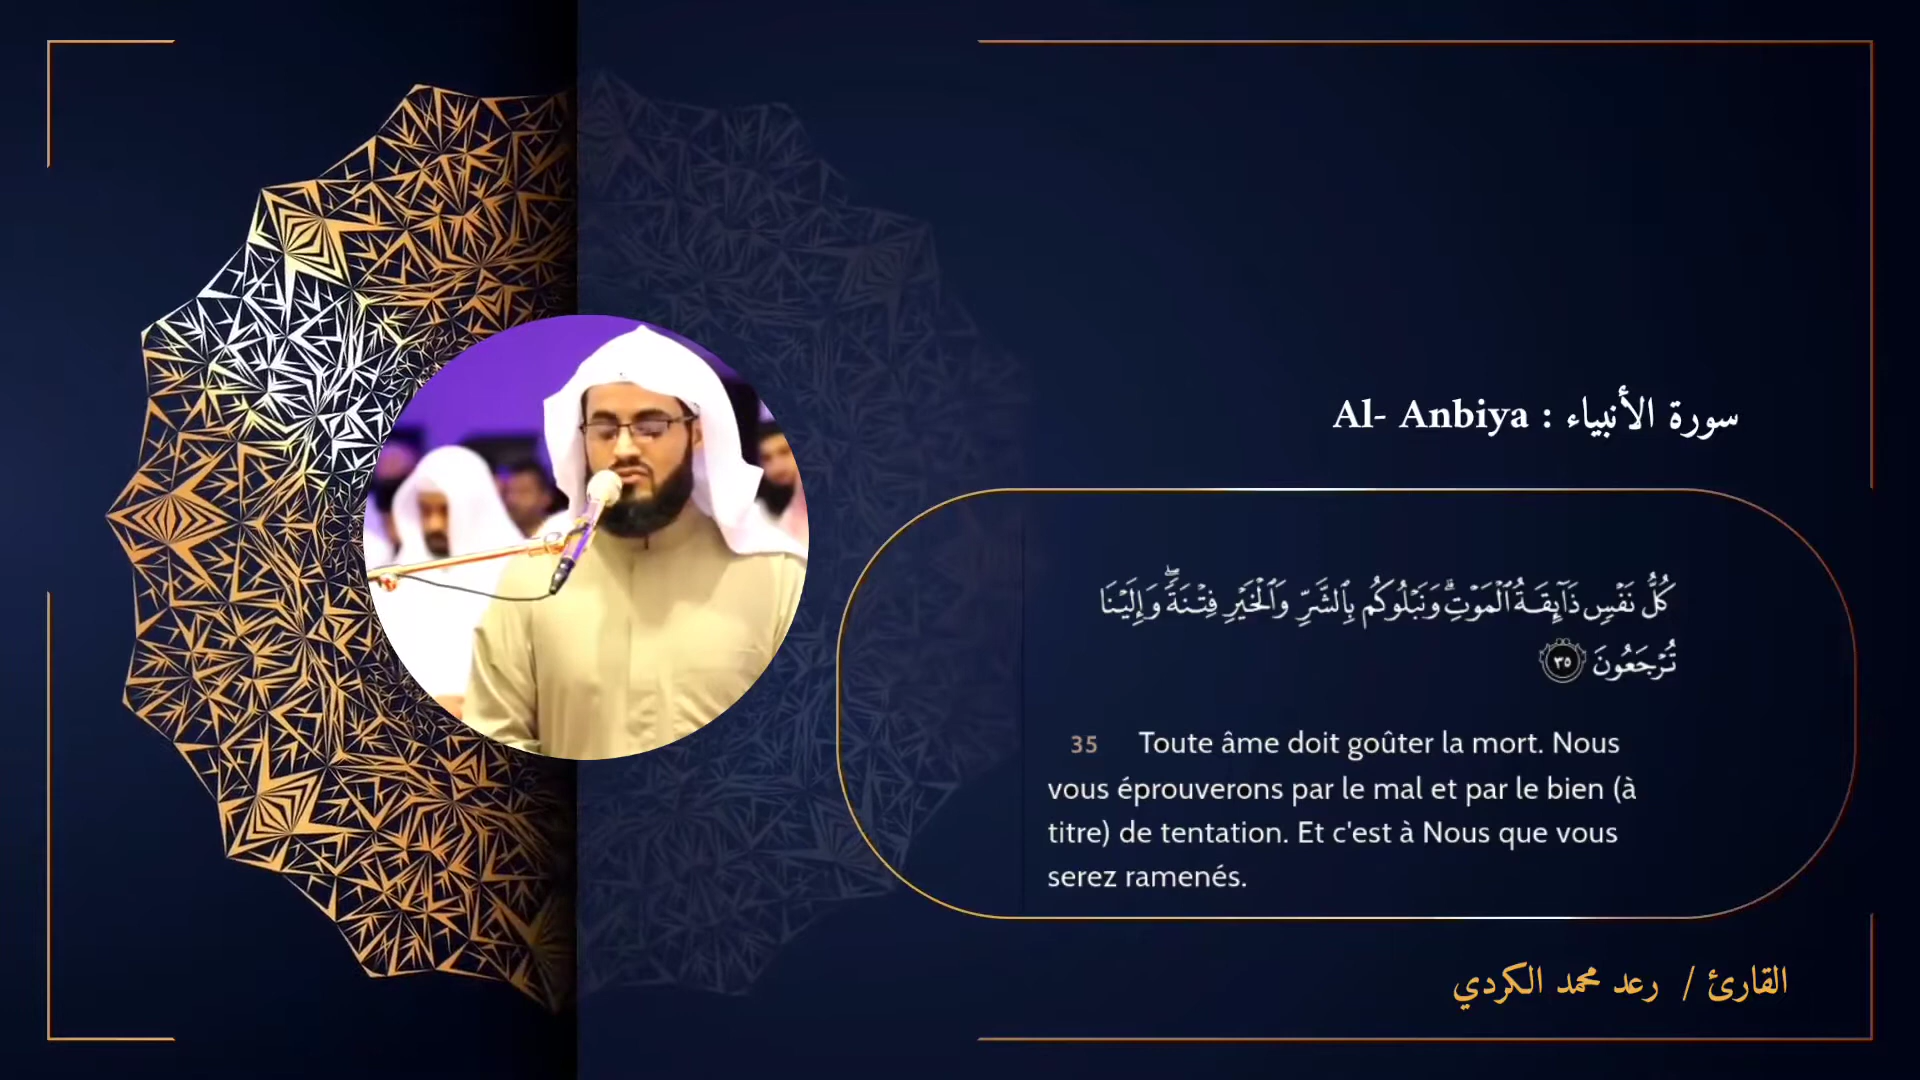 Al- Anbiya : سورة الأنبياء
كُلُّ نَفْسٍ ذَآئِقَةُ ٱلْمَوْتِ ۗ وَنَبْلُوكُم بِٱلشَّرِّ وَٱلْخَيْرِ فِتْنَةً ۖ وَإِلَيْنَا
تُرْجَعُونَ ٣٥
35 Toute âme doit goûter la mort. Nous
vous éprouverons par le mal et par le bien (à
titre) de tentation. Et c'est à Nous que vous
serez ramenés.
القارئ / رعد محمد الكردي